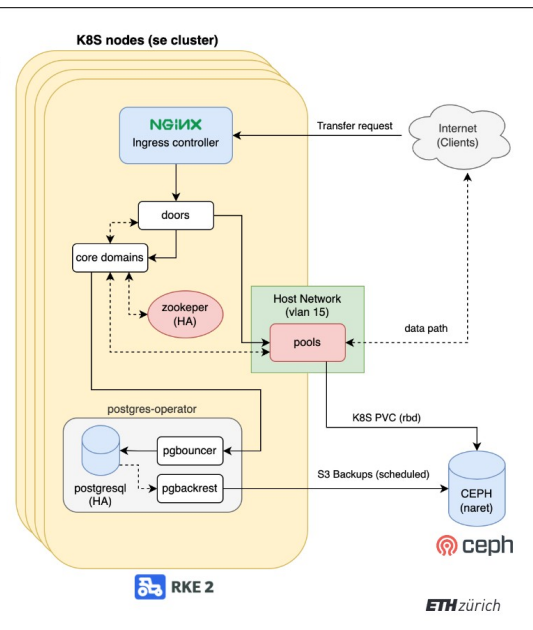 K8S nodes (se cluster)
NGINX
Ingress controller
Transfer request
Internet
(Clients)
doors
core domains
zookeper
(HA)
Host Network
(vlan 15)
pools
data path
K8S PVC (rbd)
postgres-operator
pgbouncer
postgresql
(HA)
pgbackrest
S3 Backups (scheduled)
CEPH
(naret)
ceph
RKE 2
ETH zürich